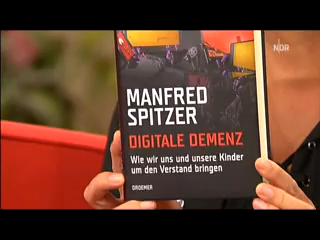 NDR
MANFRED
SPITZER
DIGITALE DEMENZ
Wie wir uns und unsere Kinder
um den Verstand bringen
DROEMER